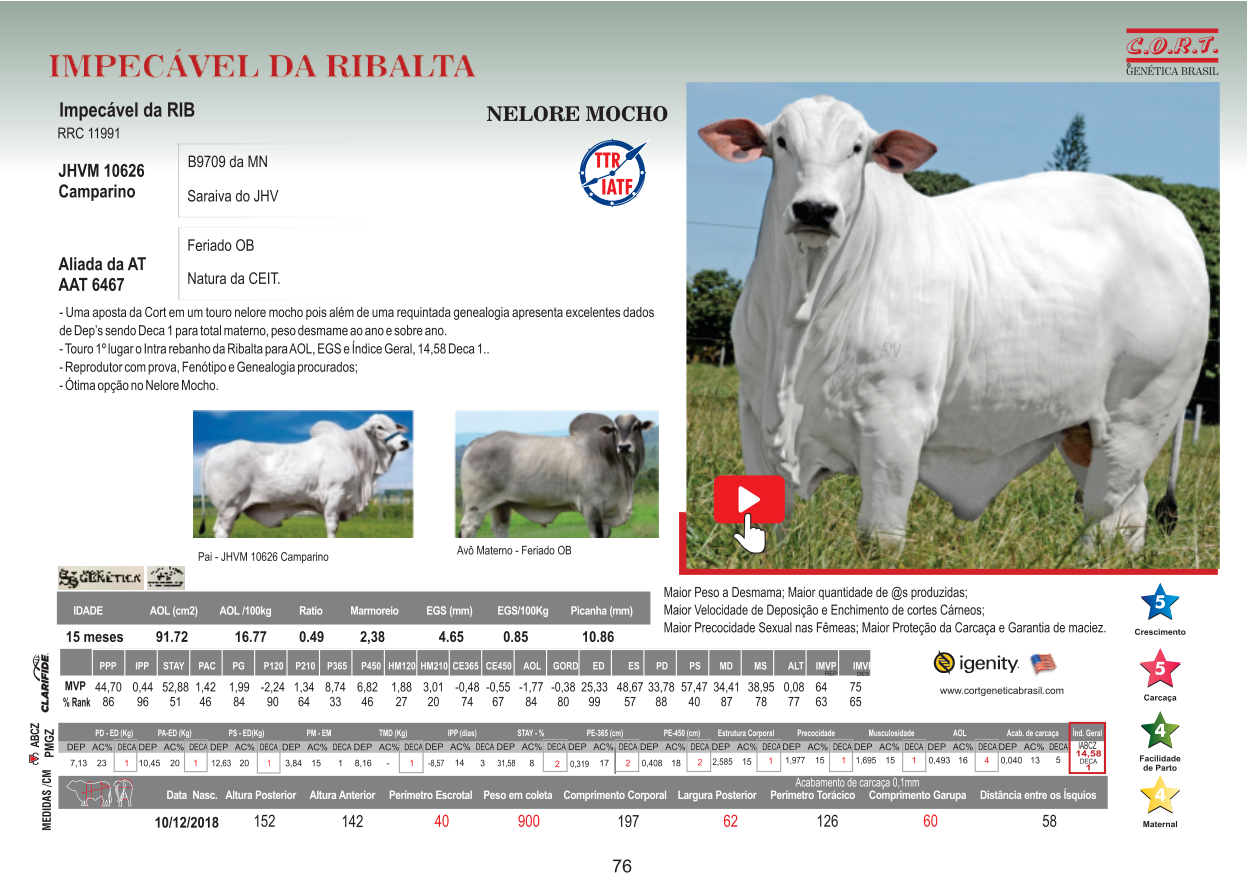 C.O.R.T.
GENÉTICA BRASIL
IMPECÁVEL DA RIBALTA
Impecável da RIB
RRC 11991
NELORE MOCHO
TTR
IATF
JHVM 10626
Camparino
B9709 da MN
Saraiva do JHV
Aliada da AT
AAT 6467
Feriado OB
Natura da CEIT.
- Uma aposta da Cort em um touro nelore mocho pois além de uma requintada genealogia apresenta excelentes dados
de Dep's sendo Deca 1 para total materno, peso desmame ao ano e sobre ano.
- Touro 1º lugar o Intra rebanho da Ribalta para AOL, EGS e Índice Geral, 14,58 Deca 1..
- Reprodutor com prova, Fenótipo e Genealogia procurados;
- Ótima opção no Nelore Mocho.
Pai - JHVM 10626 Camparino
Avô Materno - Feriado OB
GENÉTICA
IDADE AOL (cm2) AOL /100kg Ratio Marmoreio EGS (mm) EGS/100Kg Picanha (mm)
15 meses 91.72 16.77 0.49 2,38 4.65 0.85 10.86
Maior Peso a Desmama; Maior quantidade de @s produzidas;
Maior Velocidade de Deposição e Enchimento de cortes Cárneos;
Maior Precocidade Sexual nas Fêmeas; Maior Proteção da Carcaça e Garantia de maciez.
CLARIFIDE
PPP IPP STAY PAC PG P120 P210 P365 P450 HM120 HM210 CE365 CE450 AOL GORD ED ES PD PS MD MS ALT IMVP REP IMVP DES
MVP 44,70 0,44 52,88 1,42 1,99 -2,24 1,34 8,74 6,82 1,88 3,01 -0,48 -0,55 -1,77 -0,38 25,33 48,67 33,78 57,47 34,41 38,95 0,08 64 75
% Rank 86 96 51 46 84 90 64 33 46 27 20 74 67 84 80 99 57 88 40 87 78 77 63 65
igenity
www.cortgeneticabrasil.com
5
Crescimento
5
Carcaça
4
Facilidade
de Parto
4
Maternal
ABCZ
PMGZ
PD - ED (Kg) PA-ED (Kg) PS - ED(Kg) PM - EM TMD (Kg) IPP (dias) STAY - % PE-365 (cm) PE-450 (cm) Estrutura Corporal Precocidade Musculosidade AOL Acab. de carcaça Índ. Geral
DEP AC% DECA DEP AC% DECA DEP AC% DECA DEP AC% DECA DEP AC% DECA DEP AC% DECA DEP AC% DECA DEP AC% DECA DEP AC% DECA DEP AC% DECA DEP AC% DECA DEP AC% DECA DEP AC% DECA DEP AC% DECA IABCZ
7,13 23 1 10,45 20 1 12,63 20 1 3,84 15 1 8,16 - 1 -8,57 14 3 31,58 8 2 0,319 17 2 0,408 18 2 2,585 15 1 1,977 15 1 1,695 15 1 0,493 16 4 0,040 13 5 14,58
DECA
1
MEDIDAS /CM
Acabamento de carcaça 0,1mm
Data Nasc. Altura Posterior Altura Anterior Perimetro Escrotal Peso em coleta Comprimento Corporal Largura Posterior Perímetro Torácico Comprimento Garupa Distância entre os Ísquios
10/12/2018 152 142 40 900 197 62 126 60 58
76